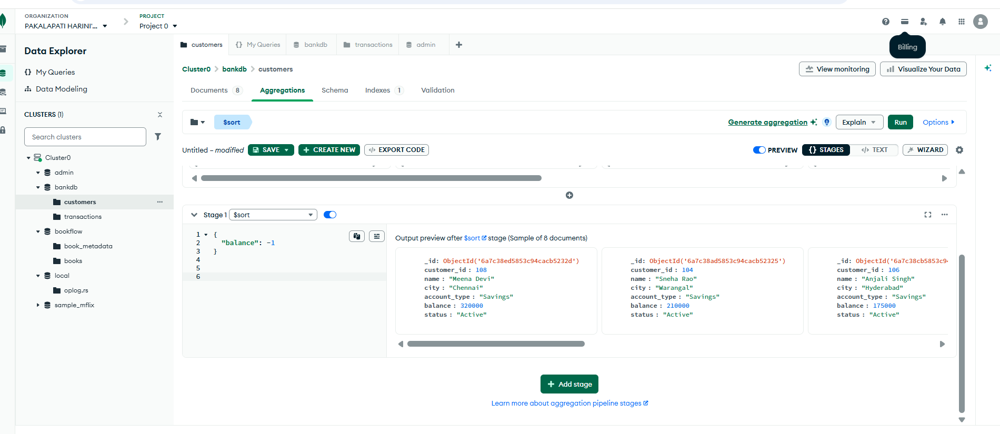 ORGANIZATION
PAKALAPATI HARINI'...
PROJECT
Project 0
Billing
Data Explorer
My Queries
Data Modeling
CLUSTERS (1)
Search clusters
Cluster0
admin
bankdb
customers
transactions
bookflow
book_metadata
books
local
oplog.rs
sample_mflix
customers
{} My Queries
bankdb
transactions
admin
Cluster0 > bankdb > customers
View monitoring
Visualize Your Data
Documents 8
Aggregations
Schema
Indexes 1
Validation
$sort
Generate aggregation
Explain
Run
Options
Untitled – modified
SAVE
+ CREATE NEW
</> EXPORT CODE
PREVIEW
{} STAGES
</> TEXT
WIZARD
Stage 1 $sort
1 {
2 "balance": -1
3 }
4
5
6
Output preview after $sort stage (Sample of 8 documents)
_id: ObjectId('6a7c38ed5853c94cacb5232d')
customer_id : 108
name : "Meena Devi"
city : "Chennai"
account_type : "Savings"
balance : 320000
status : "Active"
_id: ObjectId('6a7c38ad5853c94cacb52325')
customer_id : 104
name : "Sneha Rao"
city : "Warangal"
account_type : "Savings"
balance : 210000
status : "Active"
_id: ObjectId('6a7c38cb5853c94
customer_id : 106
name : "Anjali Singh"
city : "Hyderabad"
account_type : "Savings"
balance : 175000
status : "Active"
+ Add stage
Learn more about aggregation pipeline stages